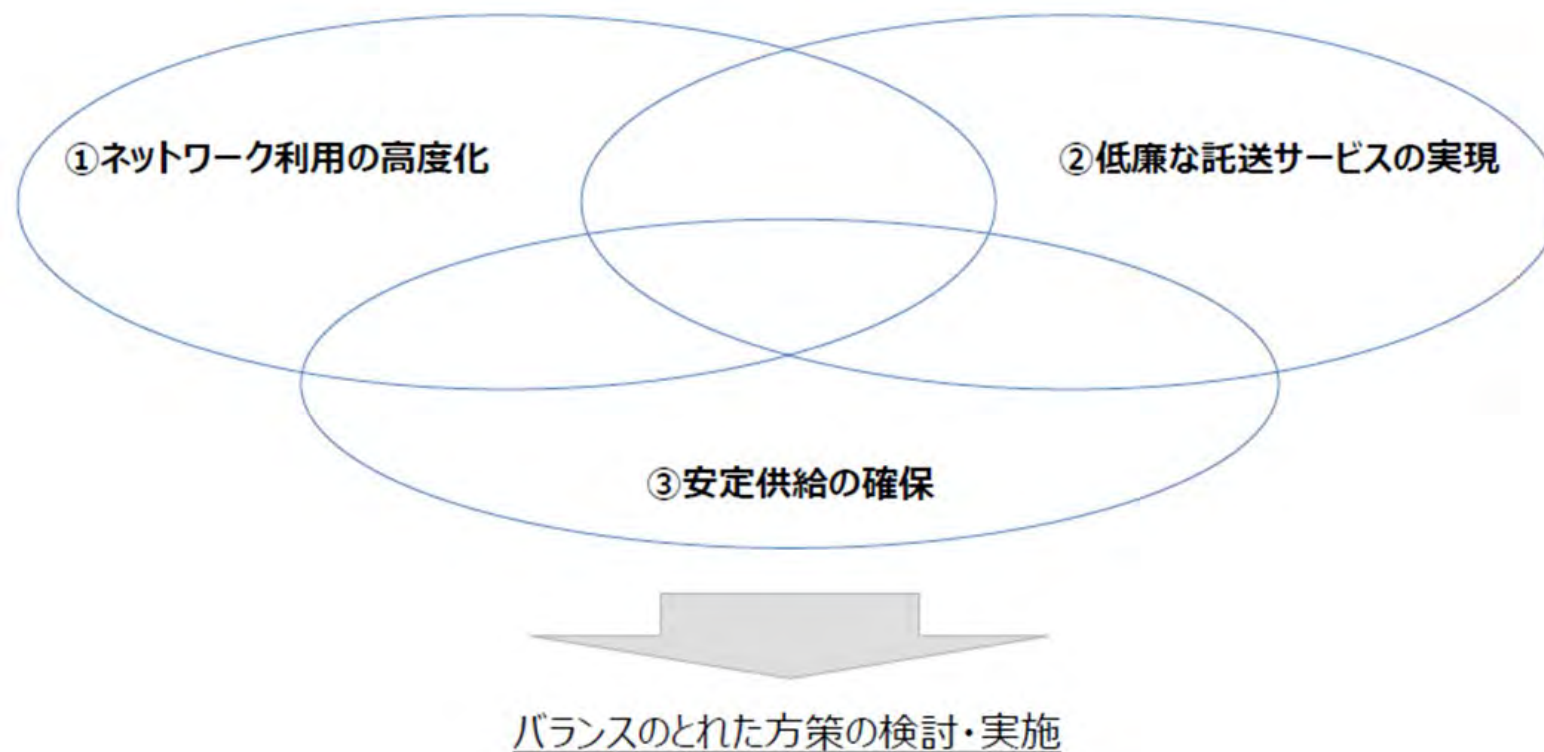 ①ネットワーク利用の高度化
②低廉な託送サービスの実現
③安定供給の確保
バランスのとれた方策の検討・実施